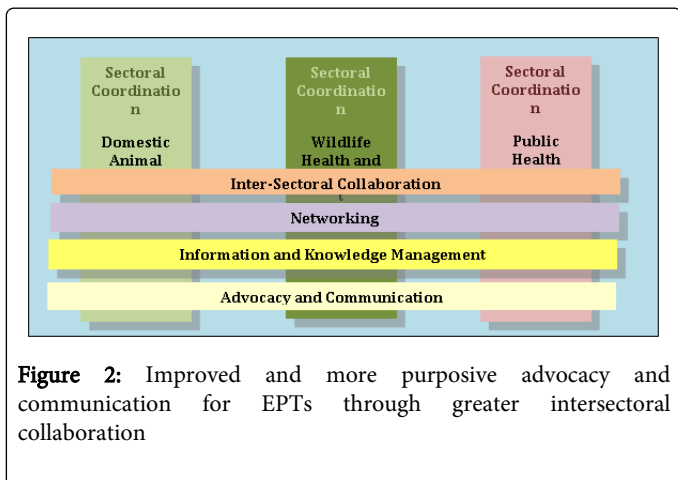 Sectoral
Coordinatio
n
Domestic
Animal
Sectoral
Coordinatio
n
Wildlife
Health and
Sectoral
Coordinatio
n
Public
Health
Inter-Sectoral Collaboration
t
Networking
Information and Knowledge Management
Advocacy and Communication
Figure 2: Improved and more purposive advocacy and
communication for EPTs through greater intersectoral
collaboration